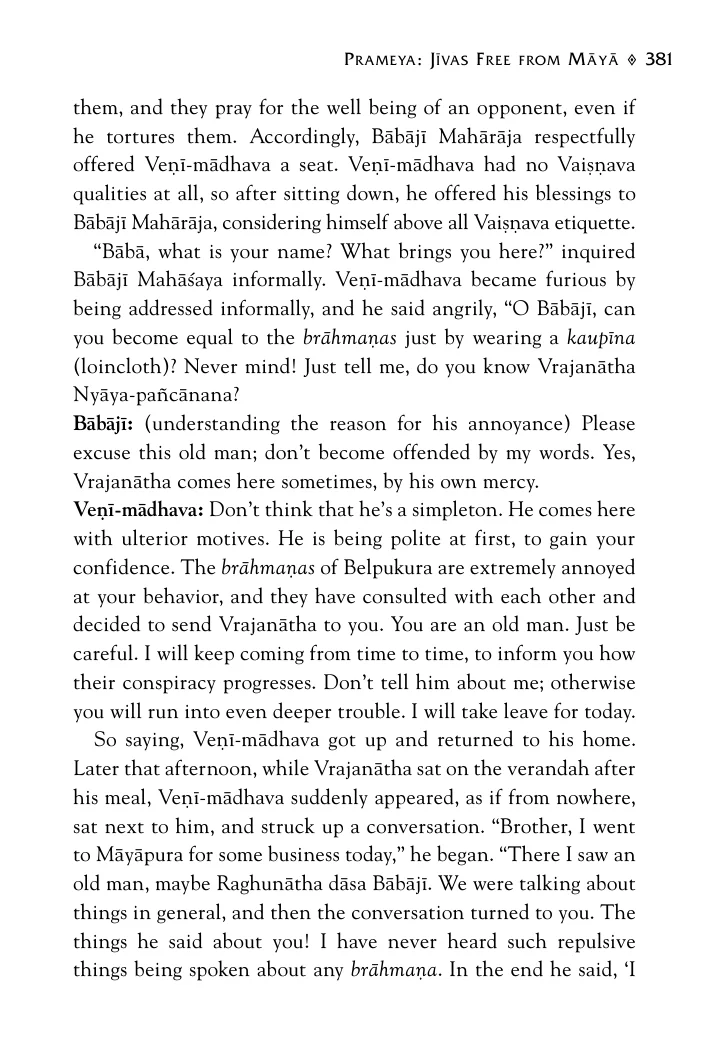 Prameya: Jīvas Free from Māyā ◈ 381
them, and they pray for the well being of an opponent, even if
he tortures them. Accordingly, Bābājī Mahārāja respectfully
offered Veṇī-mādhava a seat. Veṇī-mādhava had no Vaiṣṇava
qualities at all, so after sitting down, he offered his blessings to
Bābājī Mahārāja, considering himself above all Vaiṣṇava etiquette.
“Bābā, what is your name? What brings you here?” inquired
Bābājī Mahāśaya informally. Veṇī-mādhava became furious by
being addressed informally, and he said angrily, “O Bābājī, can
you become equal to the brāhmaṇas just by wearing a kaupīna
(loincloth)? Never mind! Just tell me, do you know Vrajanātha
Nyāya-pañcānana?
Bābājī: (understanding the reason for his annoyance) Please
excuse this old man; don’t become offended by my words. Yes,
Vrajanātha comes here sometimes, by his own mercy.
Veṇī-mādhava: Don’t think that he’s a simpleton. He comes here
with ulterior motives. He is being polite at first, to gain your
confidence. The brāhmaṇas of Belpukura are extremely annoyed
at your behavior, and they have consulted with each other and
decided to send Vrajanātha to you. You are an old man. Just be
careful. I will keep coming from time to time, to inform you how
their conspiracy progresses. Don’t tell him about me; otherwise
you will run into even deeper trouble. I will take leave for today.
So saying, Veṇī-mādhava got up and returned to his home.
Later that afternoon, while Vrajanātha sat on the verandah after
his meal, Veṇī-mādhava suddenly appeared, as if from nowhere,
sat next to him, and struck up a conversation. “Brother, I went
to Māyāpura for some business today,” he began. “There I saw an
old man, maybe Raghunātha dāsa Bābājī. We were talking about
things in general, and then the conversation turned to you. The
things he said about you! I have never heard such repulsive
things being spoken about any brāhmaṇa. In the end he said, ‘I